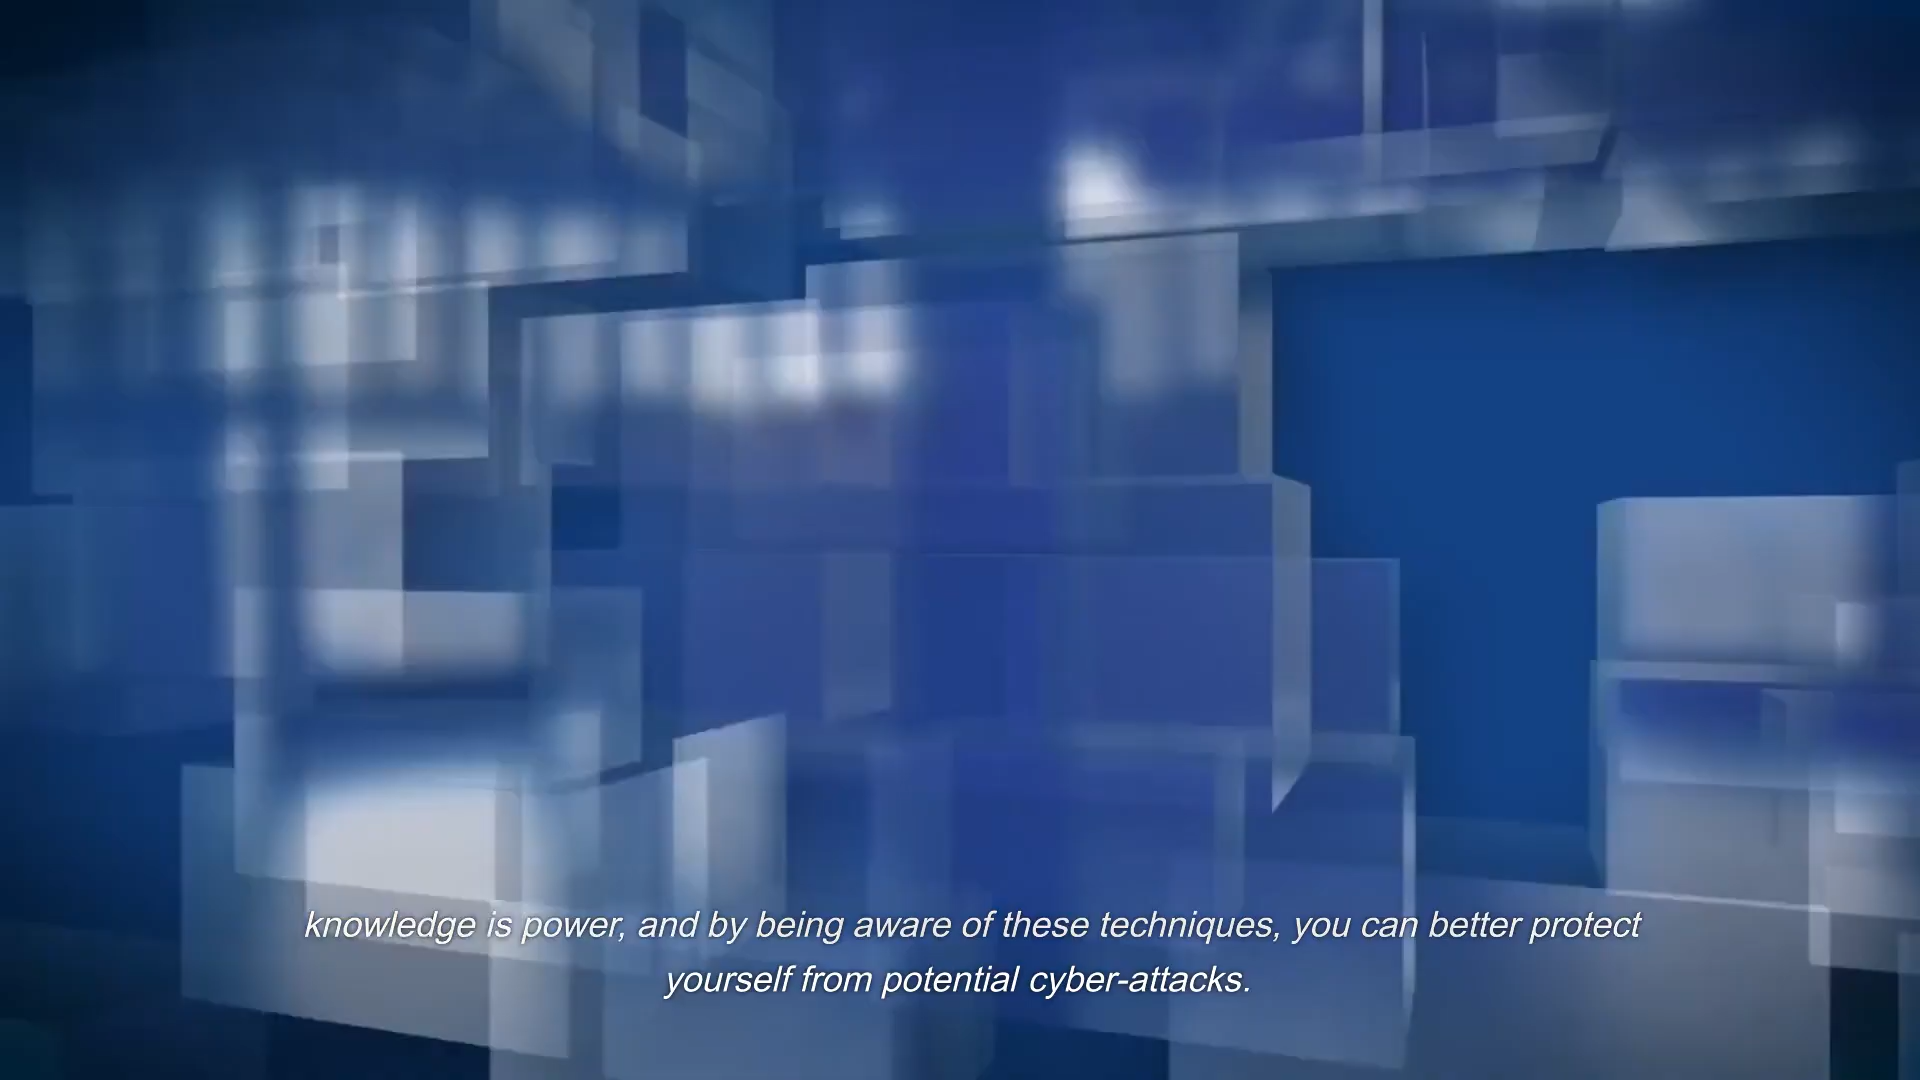 knowledge is power, and by being aware of these techniques, you can better protect
yourself from potential cyber-attacks.